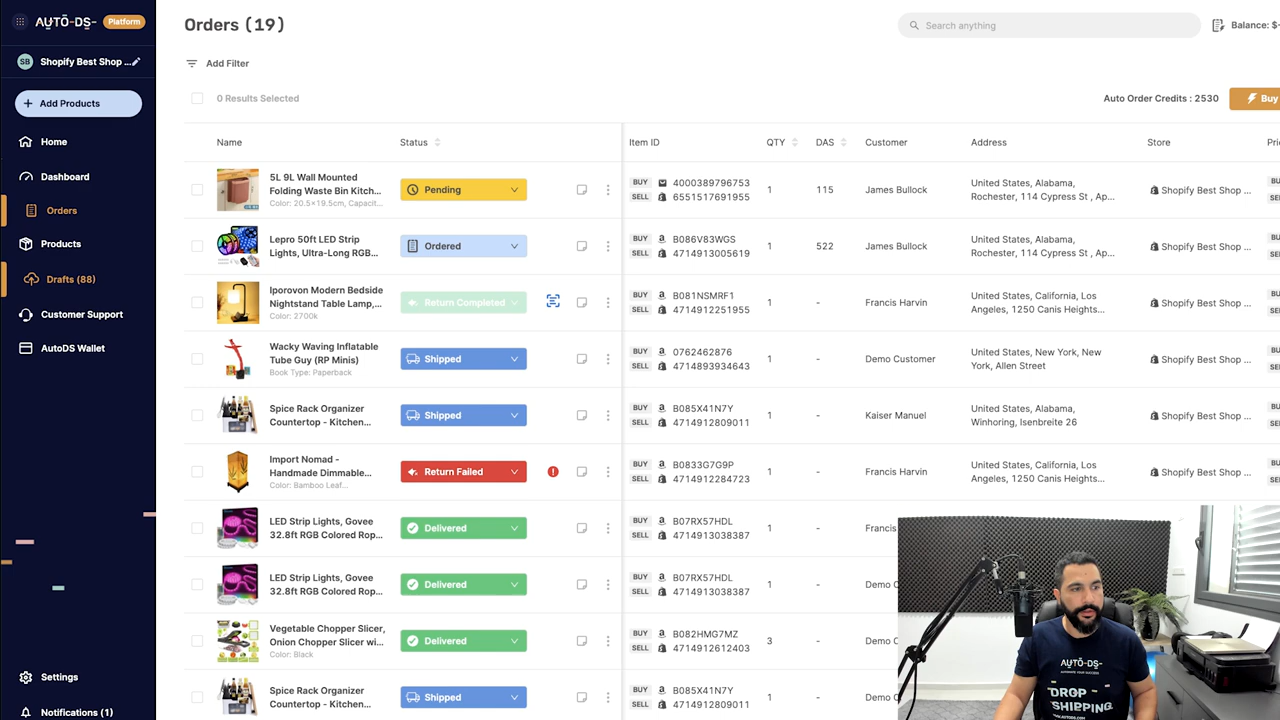 AUTO-DS- Platform
SB Shopify Best Shop ...
Add Products
Home
Dashboard
Orders
Products
Drafts (88)
Customer Support
AutoDS Wallet
Settings
Notifications (1)
Orders (19)
Search anything
Balance: $
Add Filter
0 Results Selected
Auto Order Credits : 2530
Buy
Name Status Item ID QTY DAS Customer Address Store
5L 9L Wall Mounted
Folding Waste Bin Kitch...
Color: 20.5x19.5cm, Capacit...
Pending
BUY 4000389796753
SELL 6551517691955
1 115 James Bullock
United States, Alabama,
Rochester, 114 Cypress St , Ap...
Shopify Best Shop ...
Lepro 50ft LED Strip
Lights, Ultra-Long RGB...
Ordered
BUY B086V83WGS
SELL 4714913005619
1 522 James Bullock
United States, Alabama,
Rochester, 114 Cypress St , Ap...
Shopify Best Shop ...
Iporovon Modern Bedside
Nightstand Table Lamp,...
Color: 2700k
Return Completed
BUY B081NSMRF1
SELL 4714912251955
1 - Francis Harvin
United States, California, Los
Angeles, 1250 Canis Heights...
Shopify Best Shop ...
Wacky Waving Inflatable
Tube Guy (RP Minis)
Book Type: Paperback
Shipped
BUY 0762462876
SELL 4714893934643
1 - Demo Customer
United States, New York, New
York, Allen Street
Shopify Best Shop ...
Spice Rack Organizer
Countertop - Kitchen...
Shipped
BUY B085X41N7Y
SELL 4714912809011
1 - Kaiser Manuel
United States, Alabama,
Winhoring, Isenbreite 26
Shopify Best Shop ...
Import Nomad -
Handmade Dimmable...
Color: Bamboo Leaf...
Return Failed
BUY B0833G7G9P
SELL 4714912284723
1 - Francis Harvin
United States, California, Los
Angeles, 1250 Canis Heights...
Shopify Best Shop ...
LED Strip Lights, Govee
32.8ft RGB Colored Rop...
Delivered
BUY B07RX57HDL
SELL 4714913038387
1 - Francis
LED Strip Lights, Govee
32.8ft RGB Colored Rop...
Delivered
BUY B07RX57HDL
SELL 4714913038387
1 - Demo
Vegetable Chopper Slicer,
Onion Chopper Slicer wi...
Color: Black
Delivered
BUY B082HMG7MZ
SELL 4714912612403
3 - Demo
Spice Rack Organizer
Countertop - Kitchen...
Shipped
BUY B085X41N7Y
SELL 4714912809011
1 - Demo
AUTO-DS-
AUTOMATE YOUR SUCCESS
DROP
SHIPPING